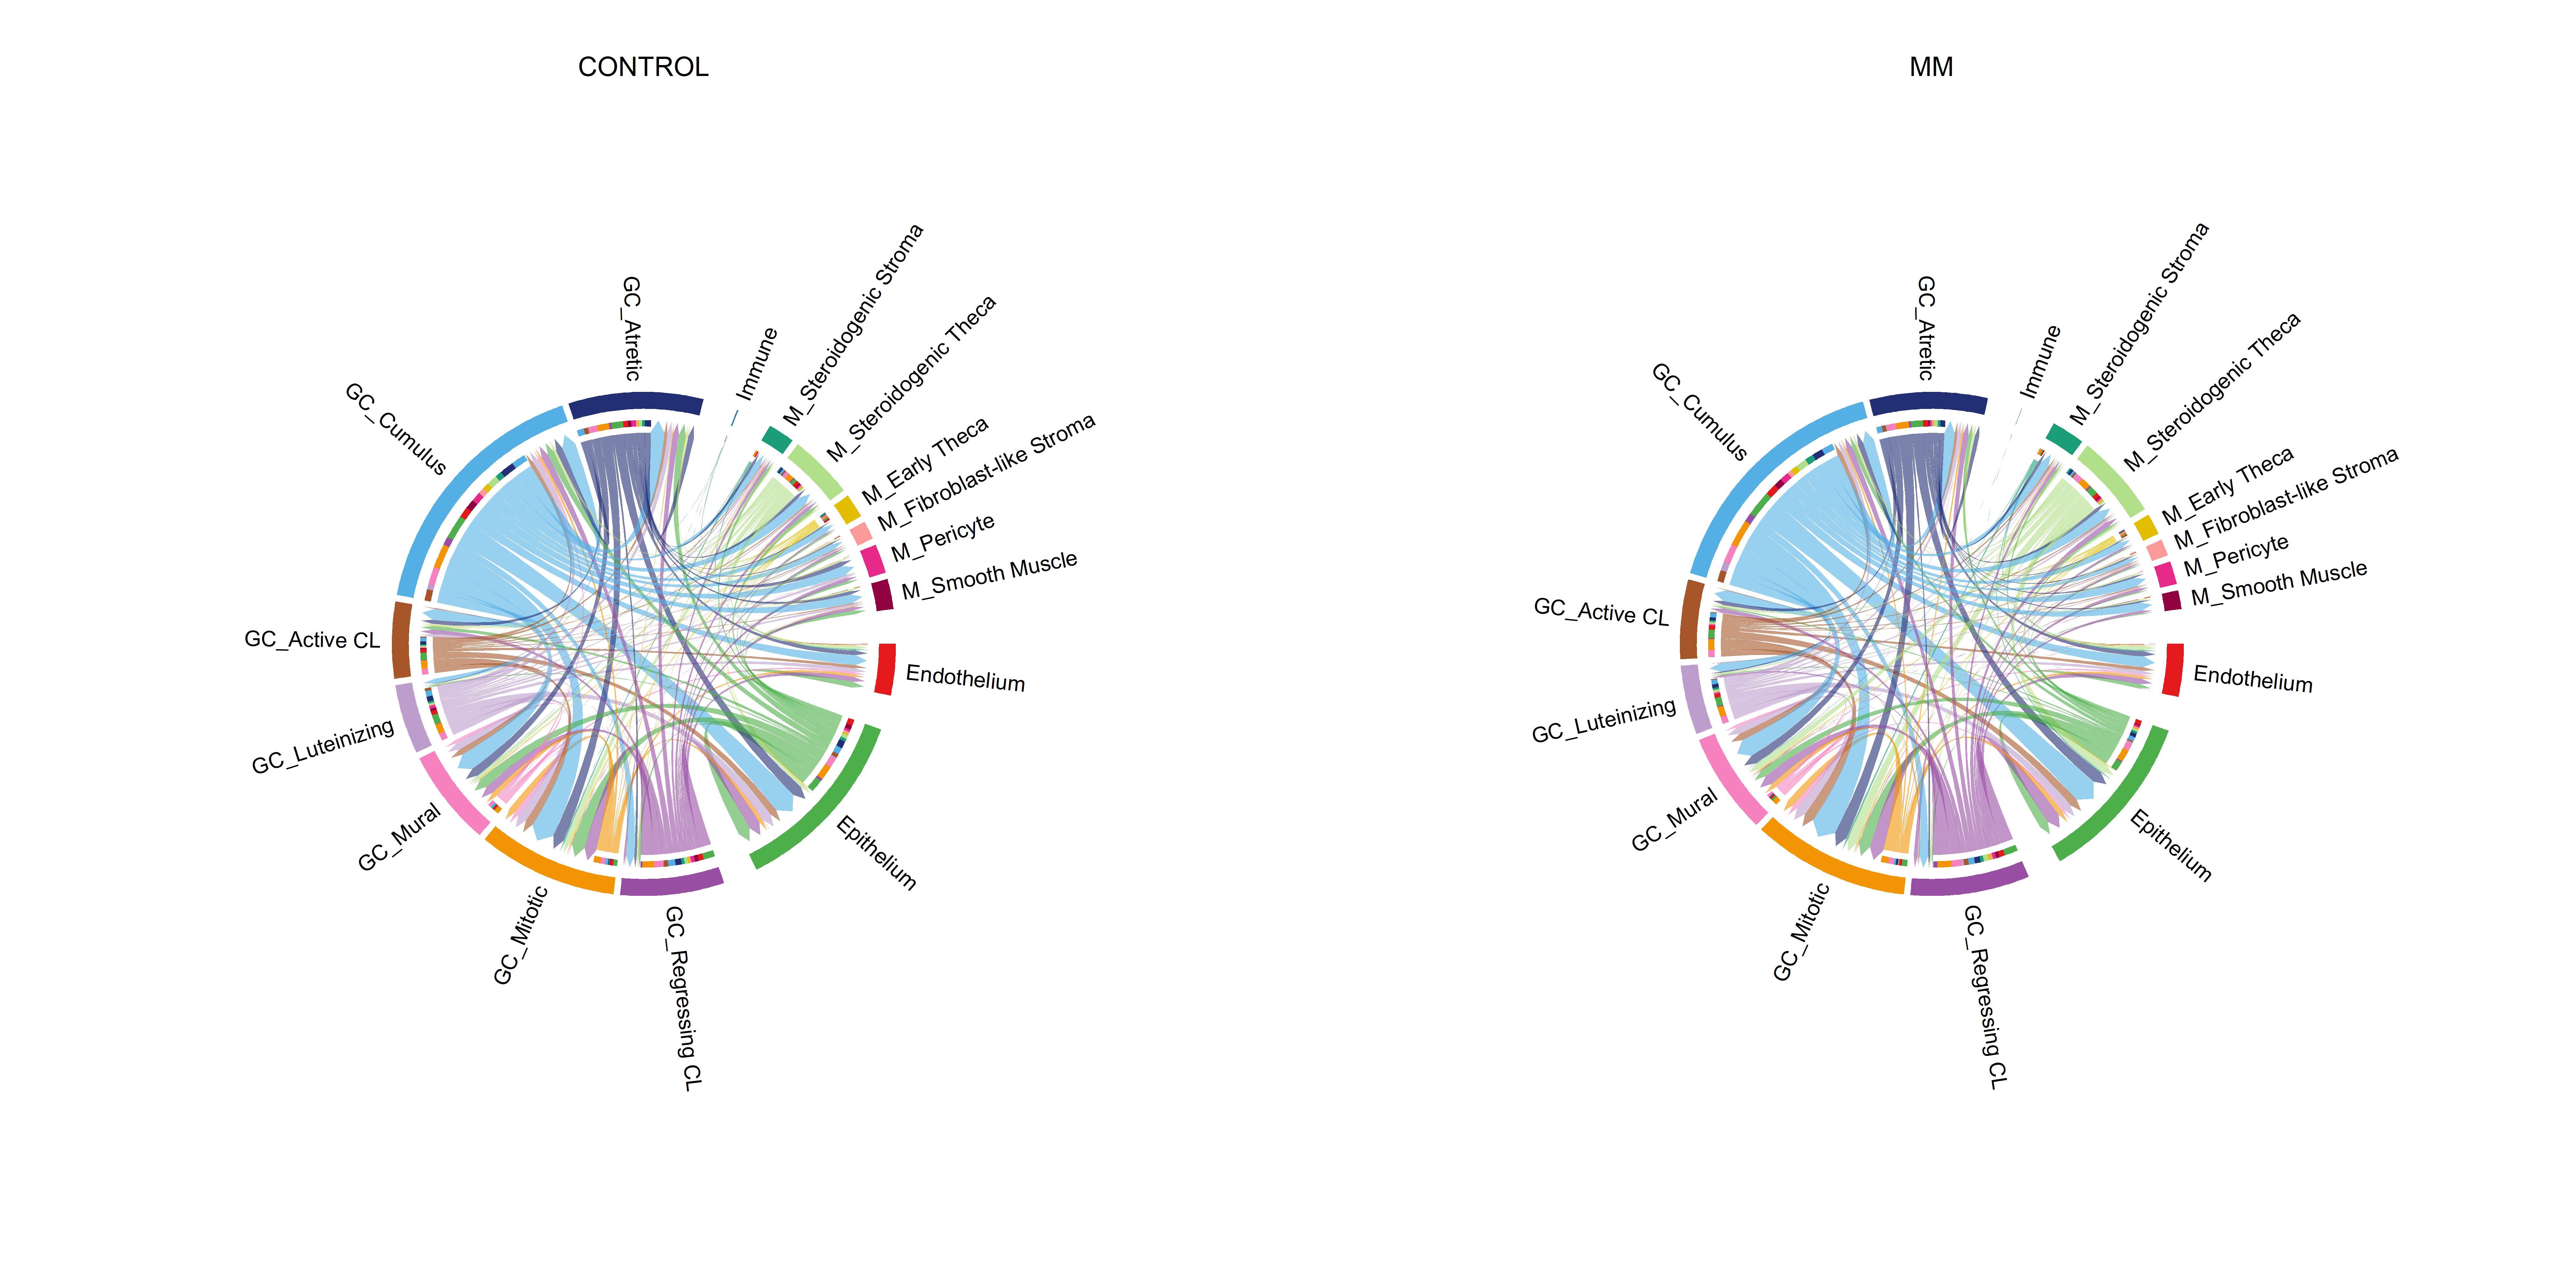 CONTROL
GC_Atretic
Immune
M_Steroidogenic Stroma
M_Steroidogenic Theca
M_Early Theca
M_Fibroblast-like Stroma
M_Pericyte
M_Smooth Muscle
Endothelium
Epithelium
GC_Regressing CL
GC_Mitotic
GC_Mural
GC_Luteinizing
GC_Active CL
GC_Cumulus
MM
GC_Atretic
Immune
M_Steroidogenic Stroma
M_Steroidogenic Theca
M_Early Theca
M_Fibroblast-like Stroma
M_Pericyte
M_Smooth Muscle
Endothelium
Epithelium
GC_Regressing CL
GC_Mitotic
GC_Mural
GC_Luteinizing
GC_Active CL
GC_Cumulus